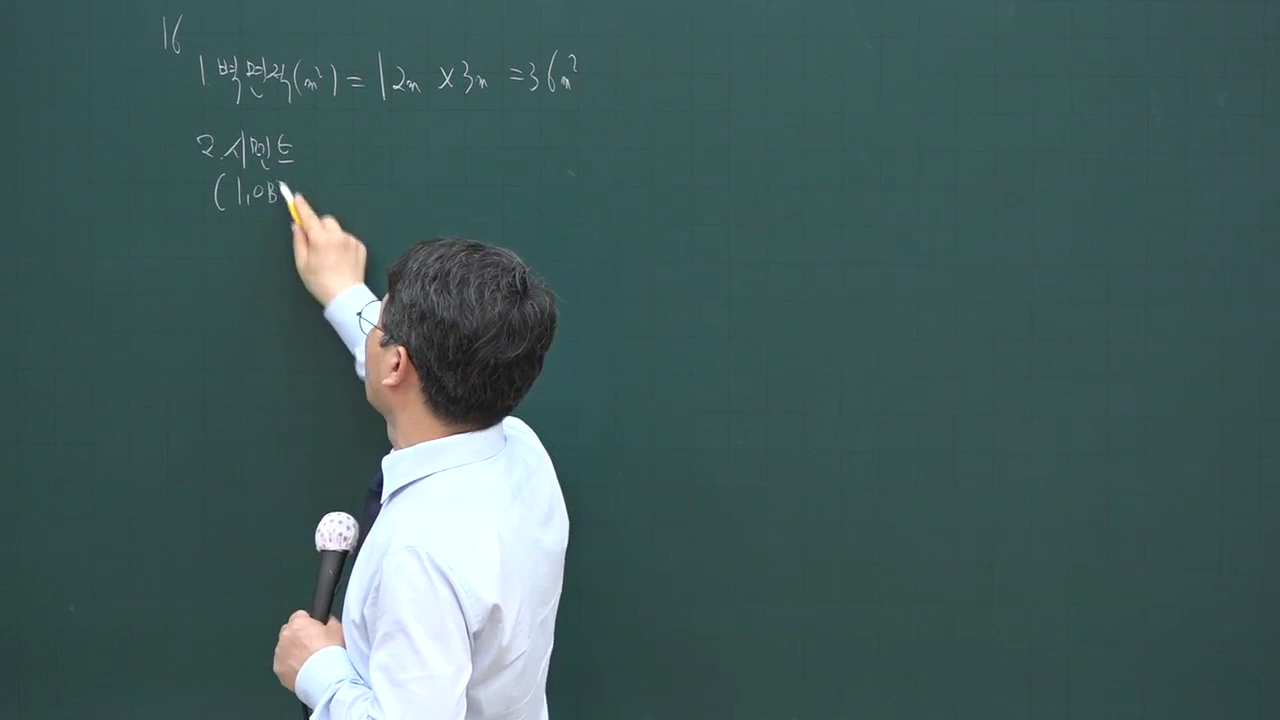 16
1. 벽면적(m²) = 12m × 3m = 36m²
2. 시멘트
(1.0B